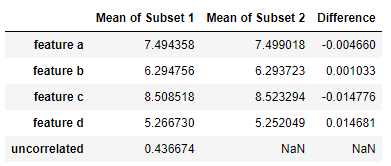 Mean of Subset 1 Mean of Subset 2 Difference
feature a 7.494358 7.499018 -0.004660
feature b 6.294756 6.293723 0.001033
feature c 8.508518 8.523294 -0.014776
feature d 5.266730 5.252049 0.014681
uncorrelated 0.436674 NaN NaN